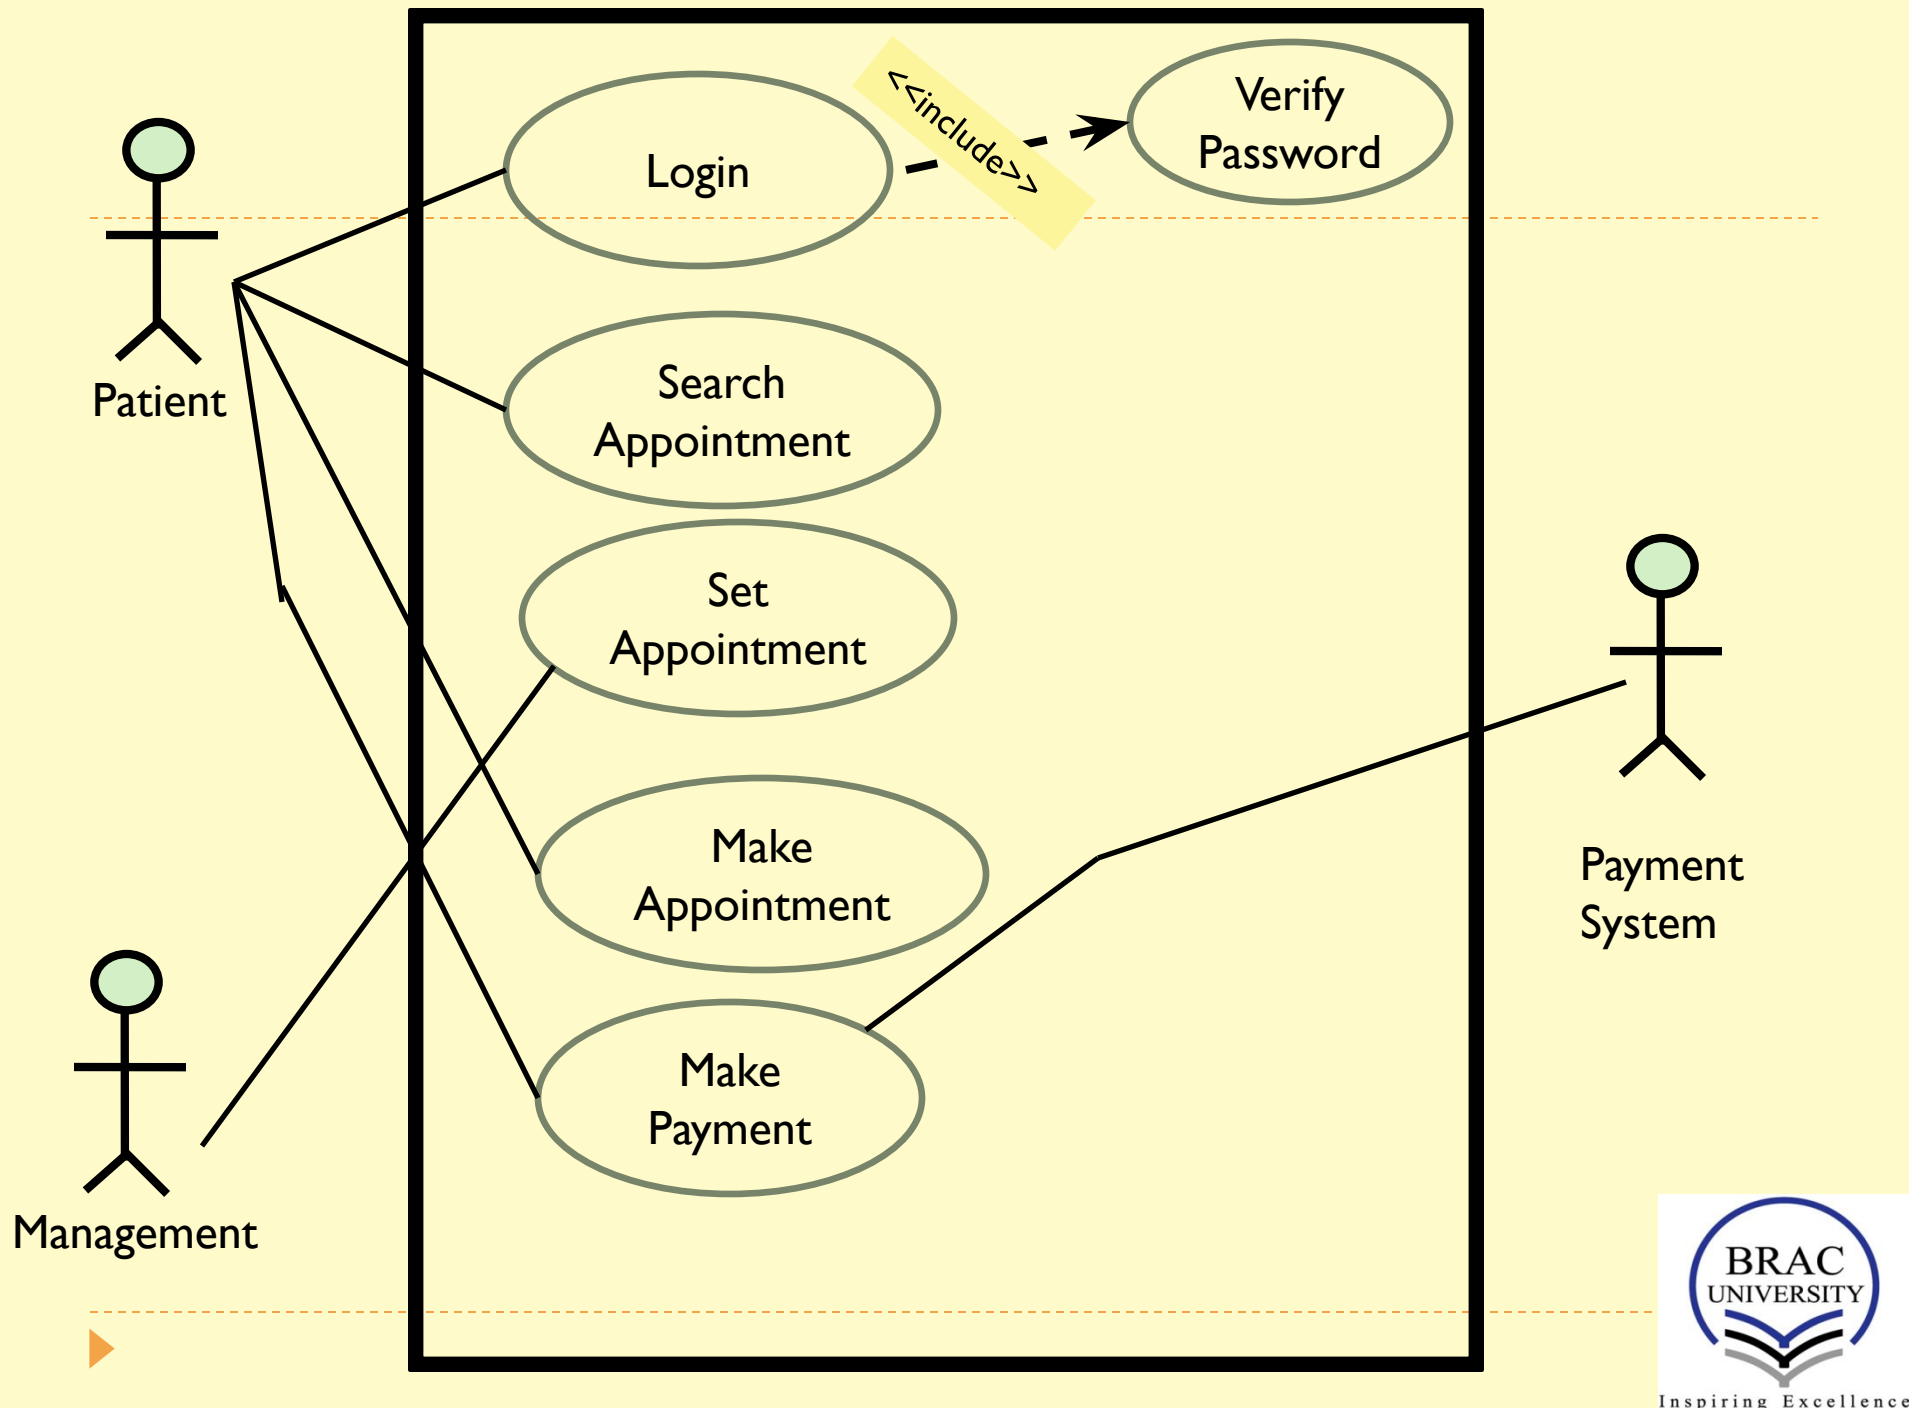 Verify
Password
<<include>>
Login
Patient
Search
Appointment
Set
Appointment
Make
Appointment
Payment
System
Make
Payment
Management
BRAC
UNIVERSITY
Inspiring Excellence